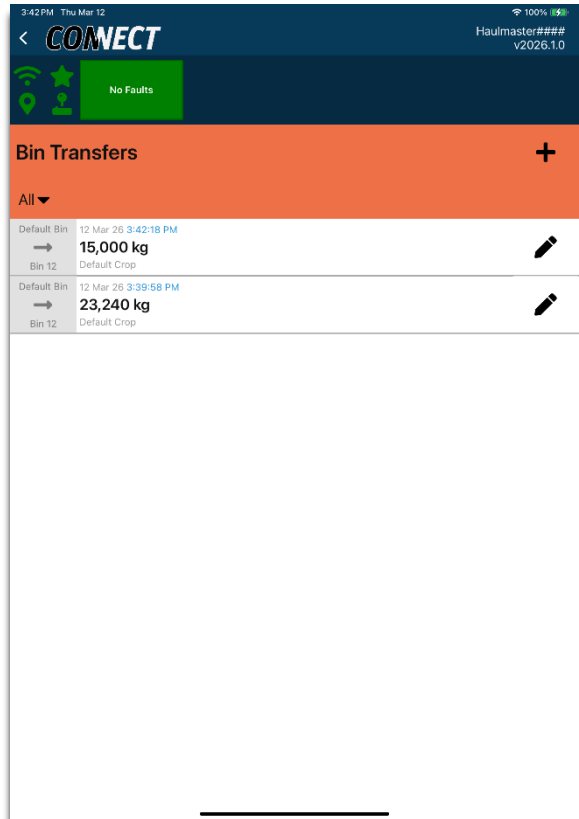 3:42 PM Thu Mar 12
100%
CONNECT
Haulmaster####
v2026.1.0
No Faults
Bin Transfers
All
Default Bin
Bin 12
12 Mar 26 3:42:18 PM
15,000 kg
Default Crop
Default Bin
Bin 12
12 Mar 26 3:39:58 PM
23,240 kg
Default Crop